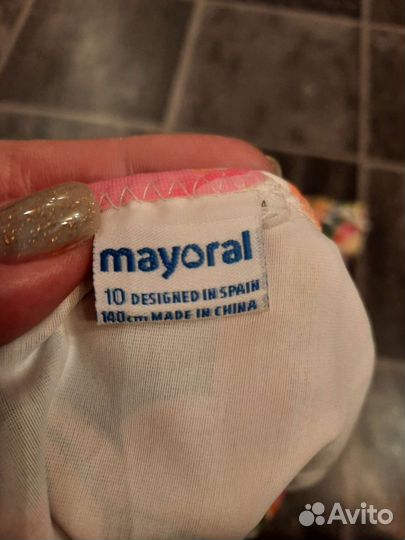 mayoral
10 DESIGNED IN SPAIN
140cm MADE IN CHINA
Avito